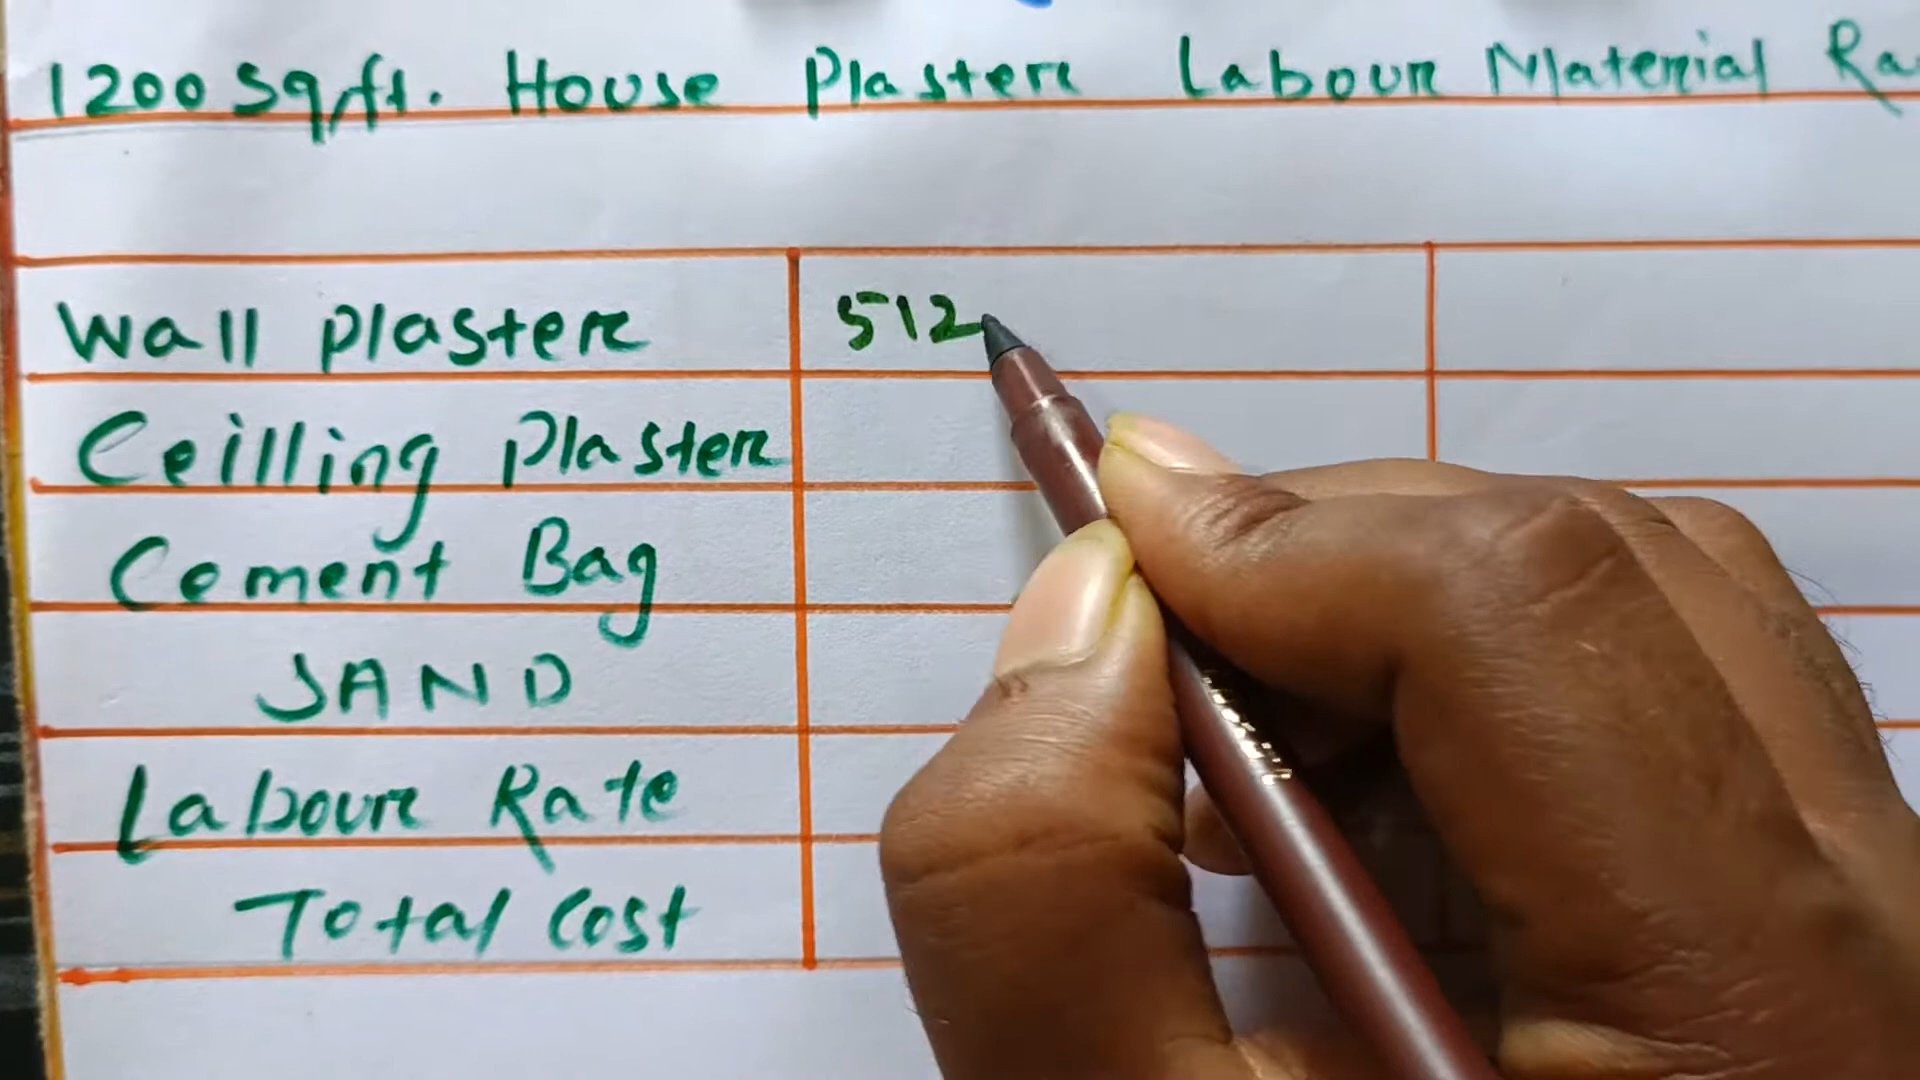 1200 Sq,ft. House Plaster Labour Material Ra
Wall Plaster 512
Ceilling Plaster
Cement Bag
SAND
Labour Rate
Total Cost